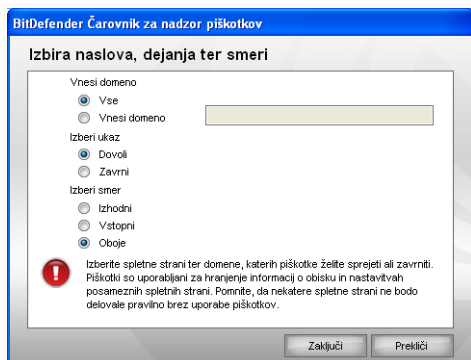 BitDefender Čarovnik za nadzor piškotkov
Izbira naslova, dejanja ter smeri
Vnesi domeno
Vse
Vnesi domeno
Izberi ukaz
Dovoli
Zavrni
Izberi smer
Izhodni
Vstopni
Oboje
Izberite spletne strani ter domene, katerih piškotke želite sprejeti ali zavrniti.
Piškotki so uporabljani za hranjenje informacij o obisku in nastavitvah
posameznih spletnih strani. Pomnite, da nekatere spletne strani ne bodo
delovale pravilno brez uporabe piškotkov.
Zaključi
Prekliči